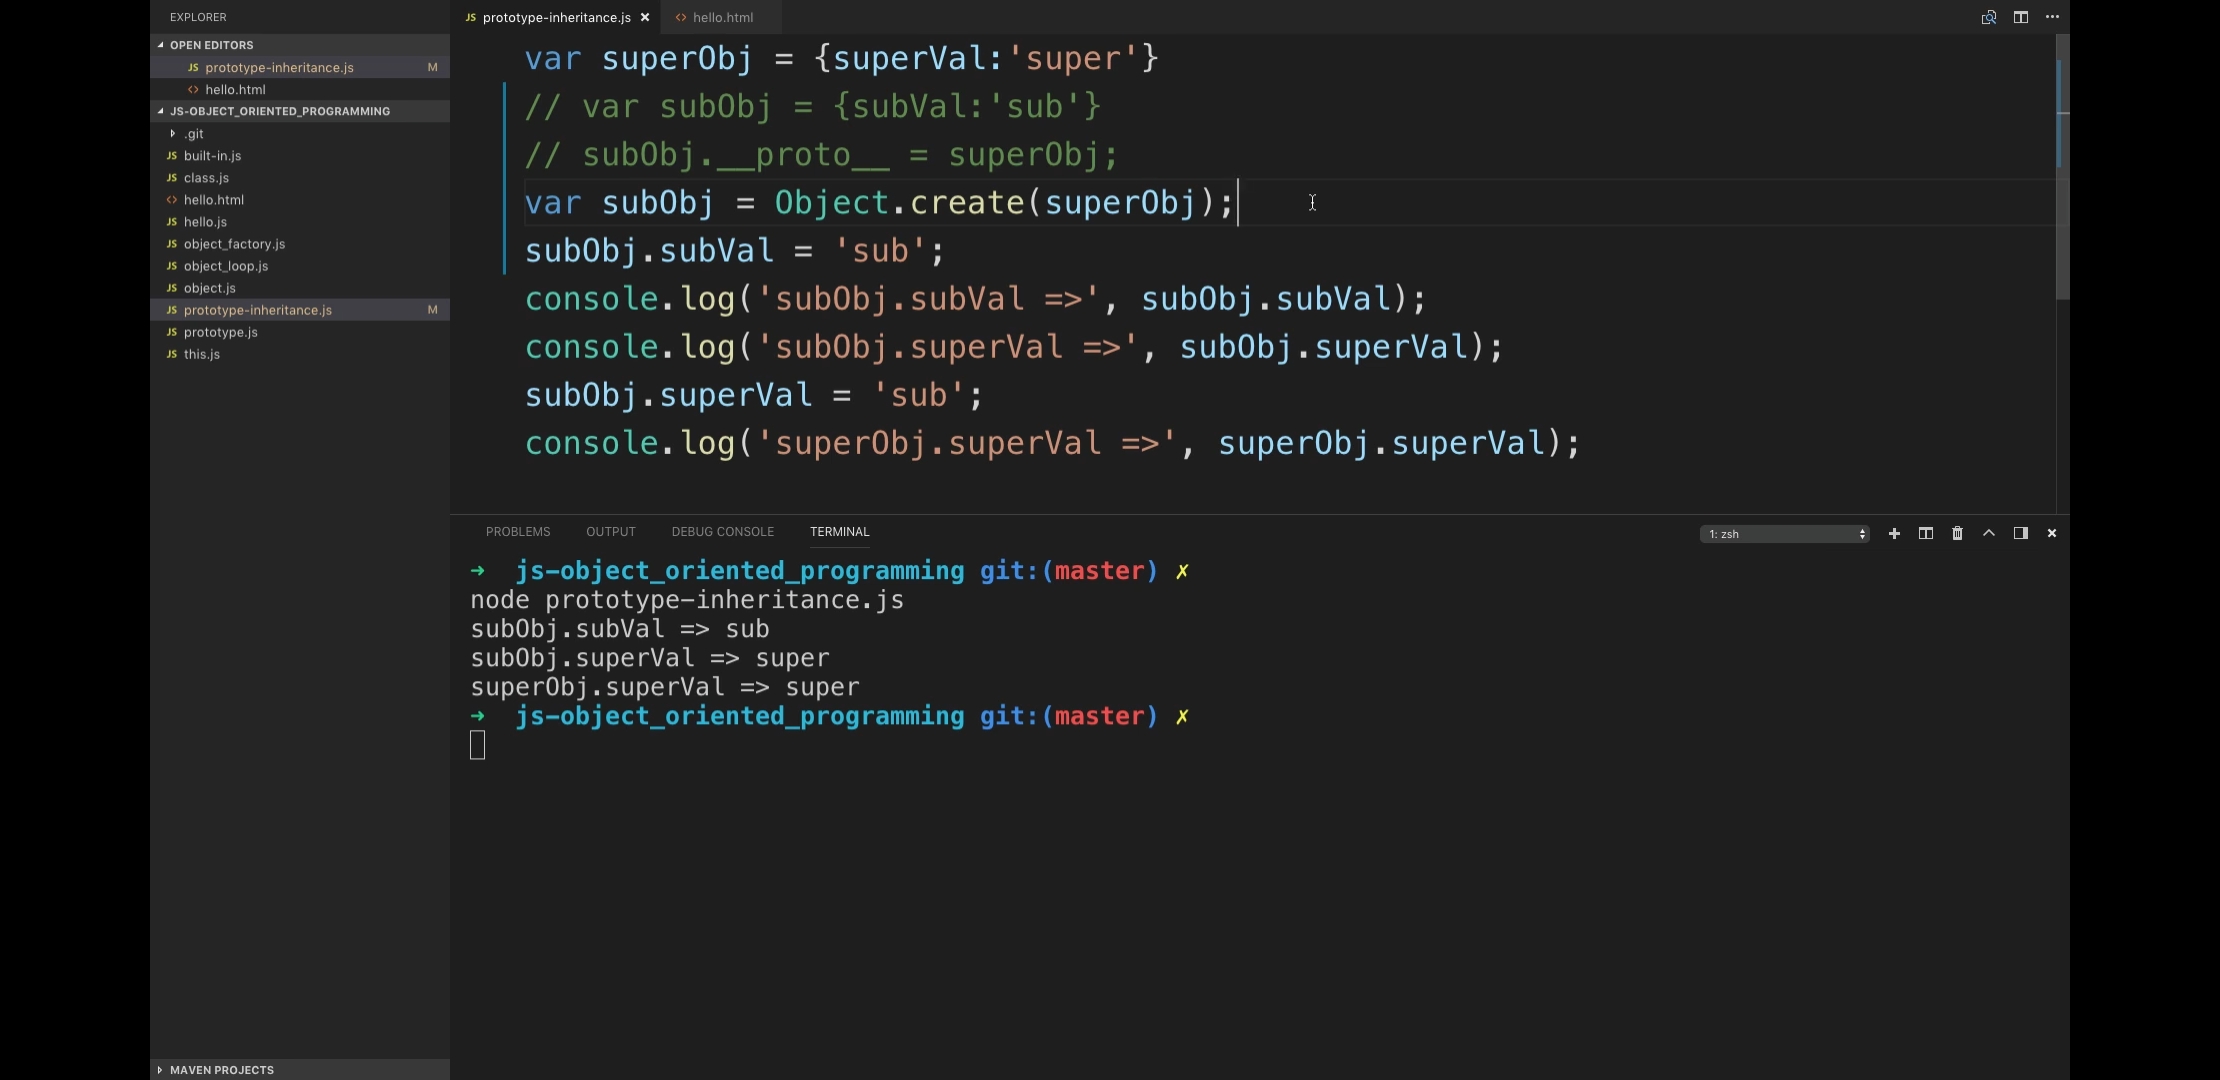 EXPLORER
OPEN EDITORS
JS prototype-inheritance.js M
<> hello.html
JS-OBJECT_ORIENTED_PROGRAMMING
.git
JS built-in.js
JS class.js
<> hello.html
JS hello.js
JS object_factory.js
JS object_loop.js
JS object.js
JS prototype-inheritance.js M
JS prototype.js
JS this.js
MAVEN PROJECTS
JS prototype-inheritance.js × <> hello.html
var superObj = {superVal:'super'}
// var subObj = {subVal:'sub'}
// subObj.__proto__ = superObj;
var subObj = Object.create(superObj);
subObj.subVal = 'sub';
console.log('subObj.subVal =>', subObj.subVal);
console.log('subObj.superVal =>', subObj.superVal);
subObj.superVal = 'sub';
console.log('superObj.superVal =>', superObj.superVal);
PROBLEMS OUTPUT DEBUG CONSOLE TERMINAL 1: zsh
➜ js-object_oriented_programming git:(master) ✗
node prototype-inheritance.js
subObj.subVal => sub
subObj.superVal => super
superObj.superVal => super
➜ js-object_oriented_programming git:(master) ✗